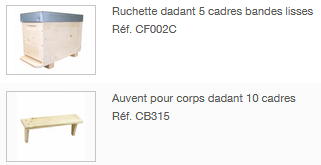 Ruchette dadant 5 cadres bandes lisses
Réf. CF002C
Auvent pour corps dadant 10 cadres
Réf. CB315